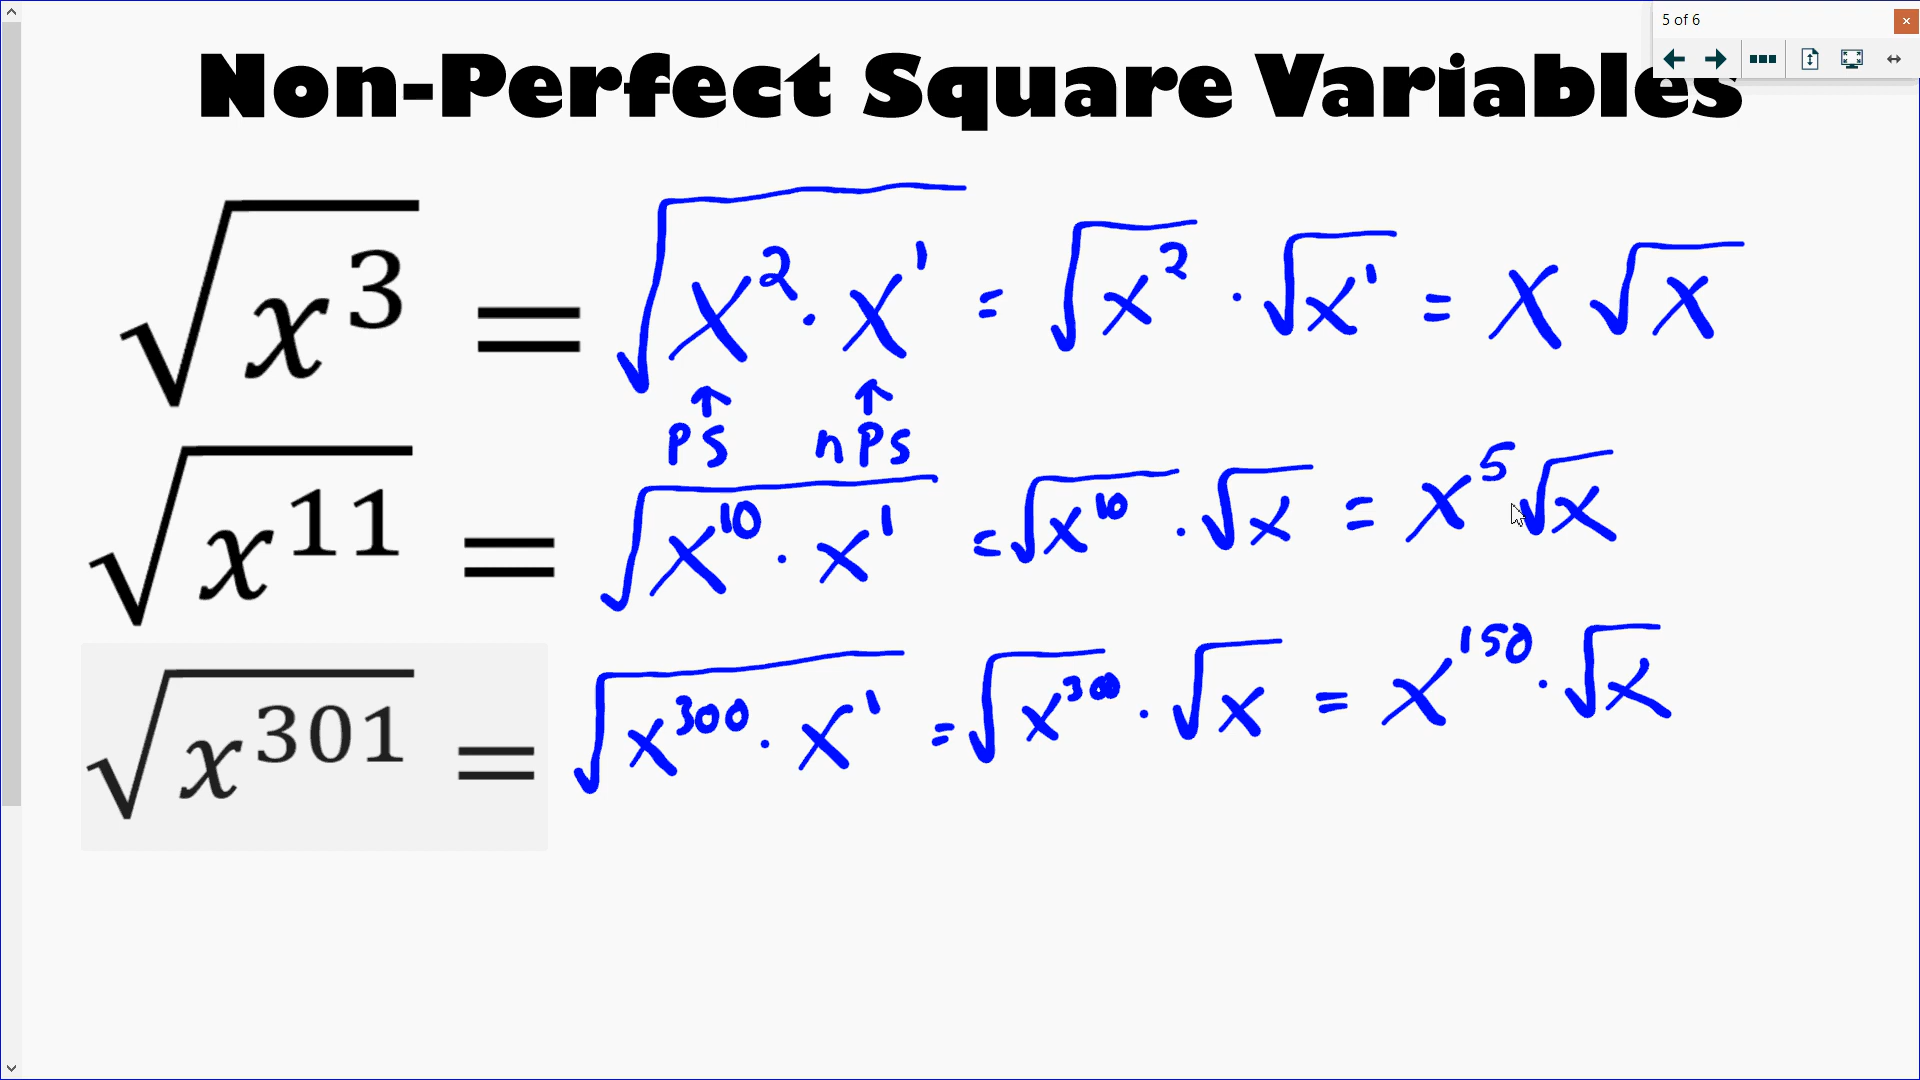 5 of 6
Non-Perfect Square Variables
√x³ = √x² · x¹ = √x² · √x¹ = x√x
↑ ↑
PS nPS
√x¹¹ = √x¹⁰ · x¹ = √x¹⁰ · √x = x⁵√x
√x³⁰¹ = √x³⁰⁰ · x¹ = √x³⁰⁰ · √x = x¹⁵⁰ · √x